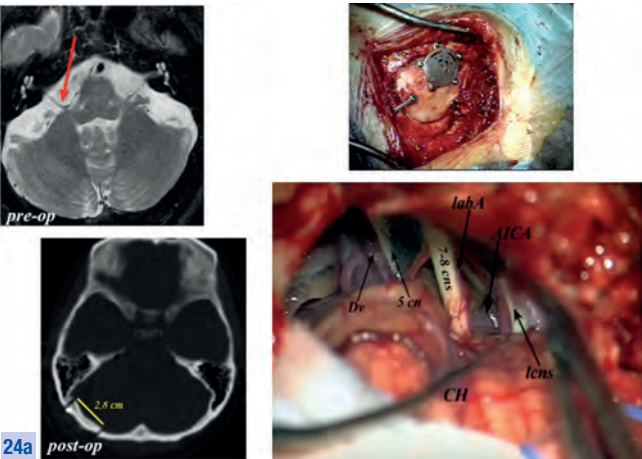 pre-op
labA
AICA
7-8 cns
Dv
5 cn
lcns
CH
2,8 cm
24a
post-op